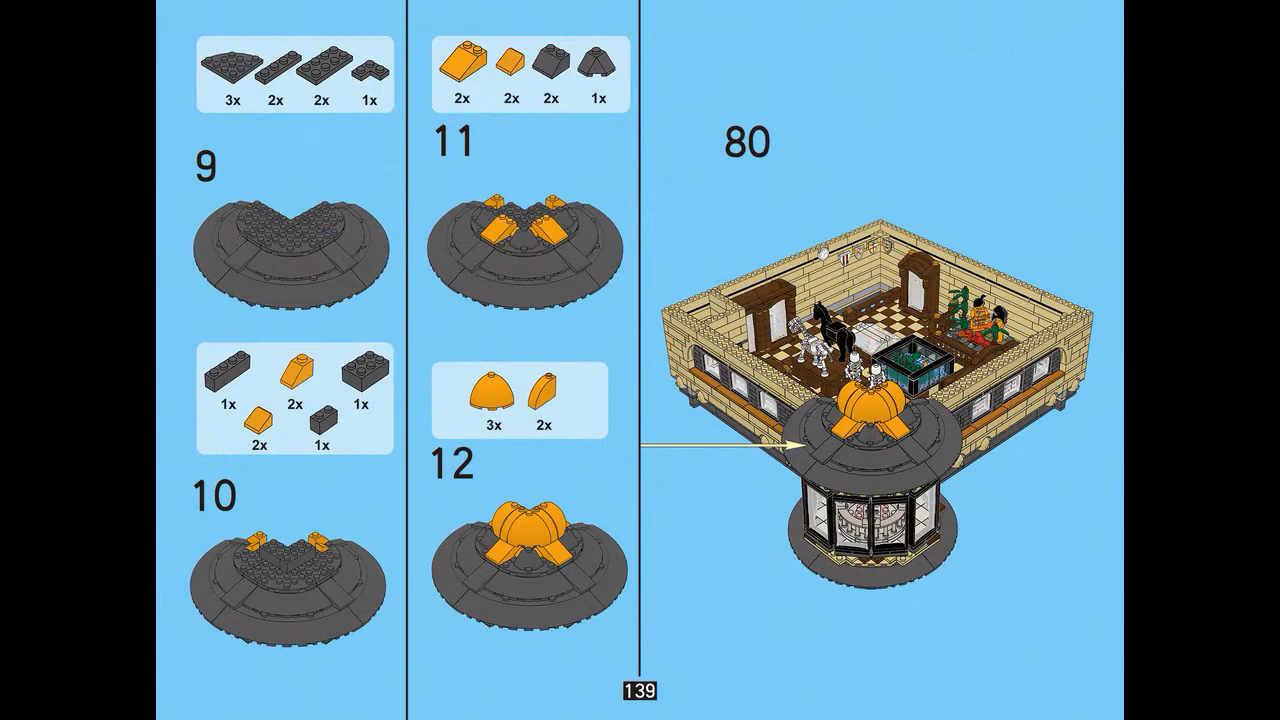 3x 2x 2x 1x
9
1x 2x 1x
2x 1x
10
2x 2x 2x 1x
11
3x 2x
12
80
139